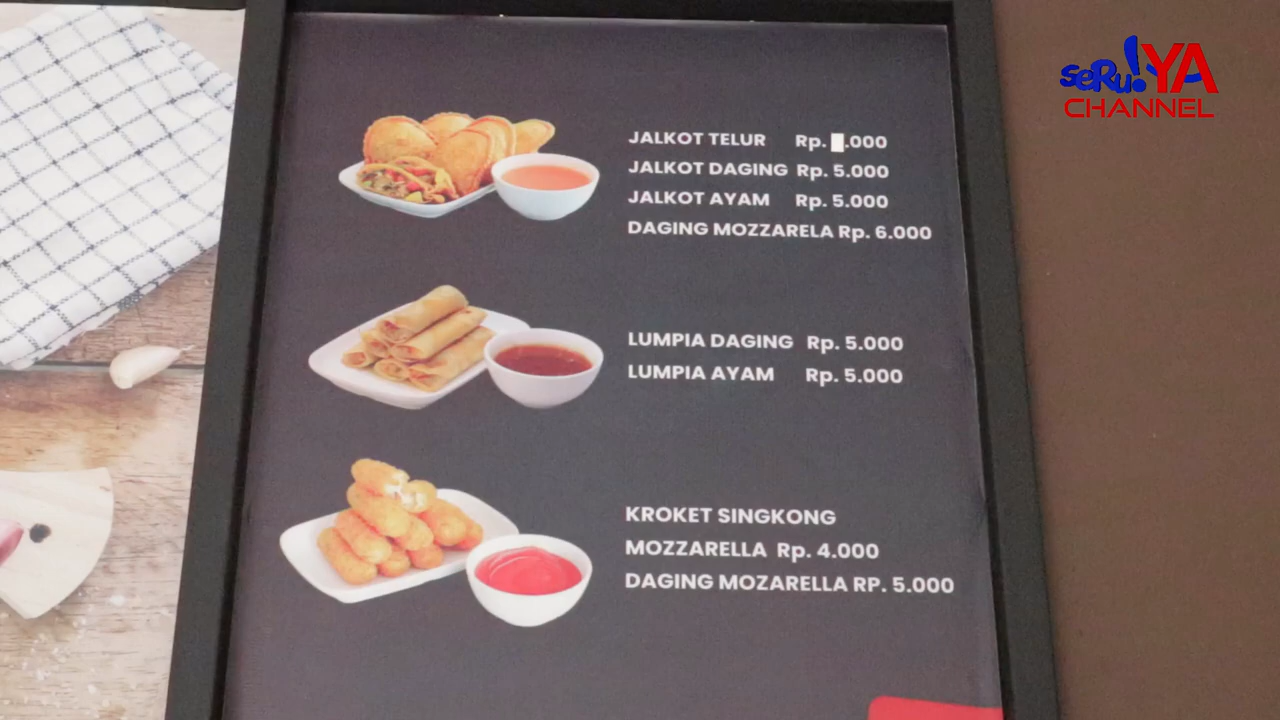 seRu!YA
CHANNEL
JALKOT TELUR Rp. .000
JALKOT DAGING Rp. 5.000
JALKOT AYAM Rp. 5.000
DAGING MOZZARELA Rp. 6.000
LUMPIA DAGING Rp. 5.000
LUMPIA AYAM Rp. 5.000
KROKET SINGKONG
MOZZARELLA Rp. 4.000
DAGING MOZARELLA RP. 5.000